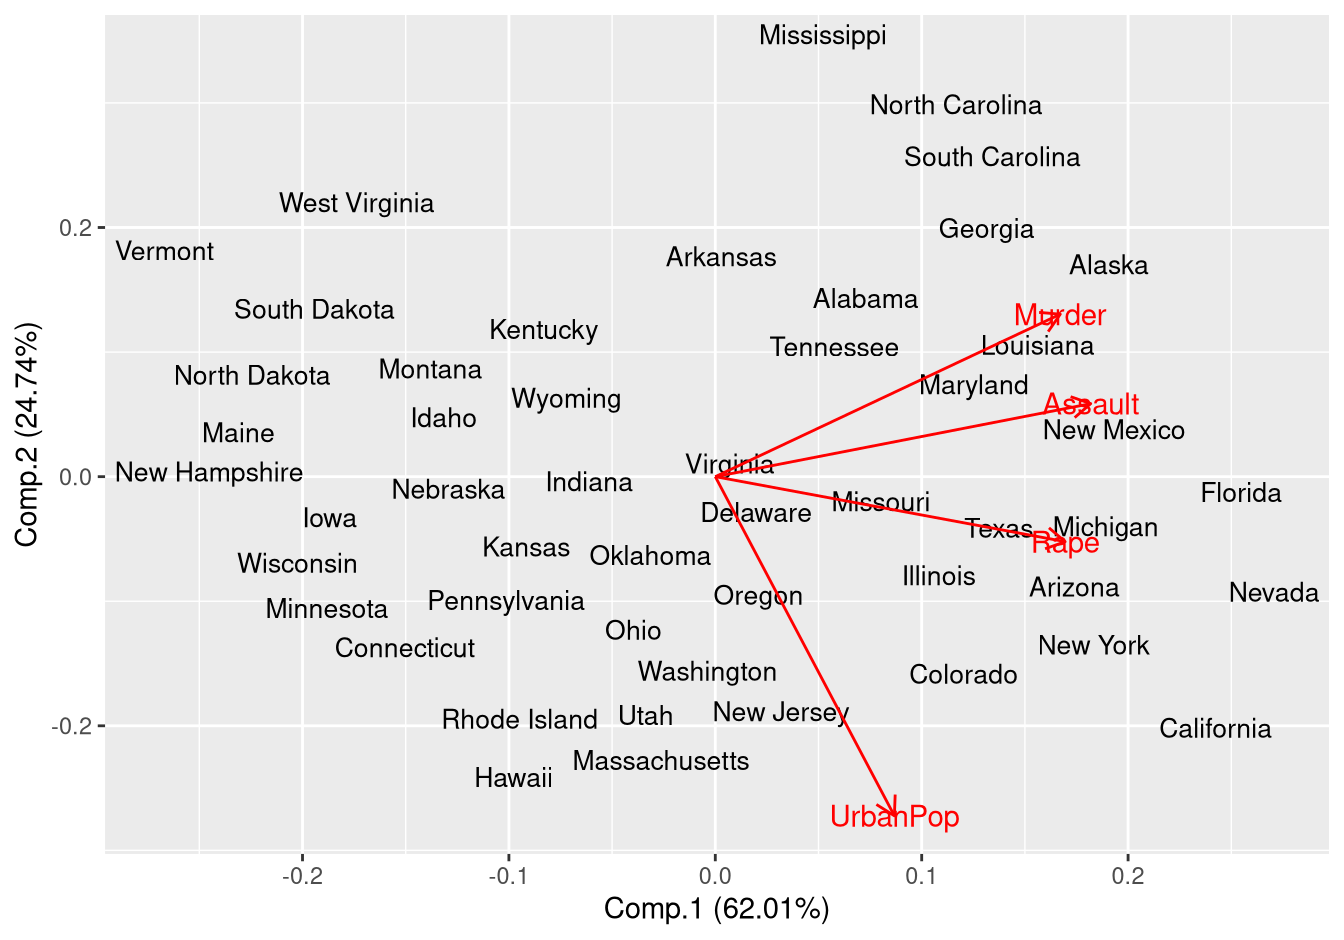 Mississippi
North Carolina
South Carolina
West Virginia
0.2
Georgia
Vermont
Arkansas
Alaska
Alabama
South Dakota
Murder
Kentucky
Tennessee
Louisiana
Montana
North Dakota
Maryland
Wyoming
Assault
Idaho
New Mexico
Maine
Comp.2 (24.74%)
Virginia
New Hampshire
0.0
Indiana
Nebraska
Florida
Missouri
Delaware
Iowa
Texas
Michigan
Rape
Kansas
Oklahoma
Wisconsin
Illinois
Arizona
Nevada
Oregon
Pennsylvania
Minnesota
Ohio
New York
Connecticut
Washington
Colorado
New Jersey
Utah
Rhode Island
-0.2
California
Massachusetts
Hawaii
UrbanPop
-0.2
-0.1
0.0
0.1
0.2
Comp.1 (62.01%)